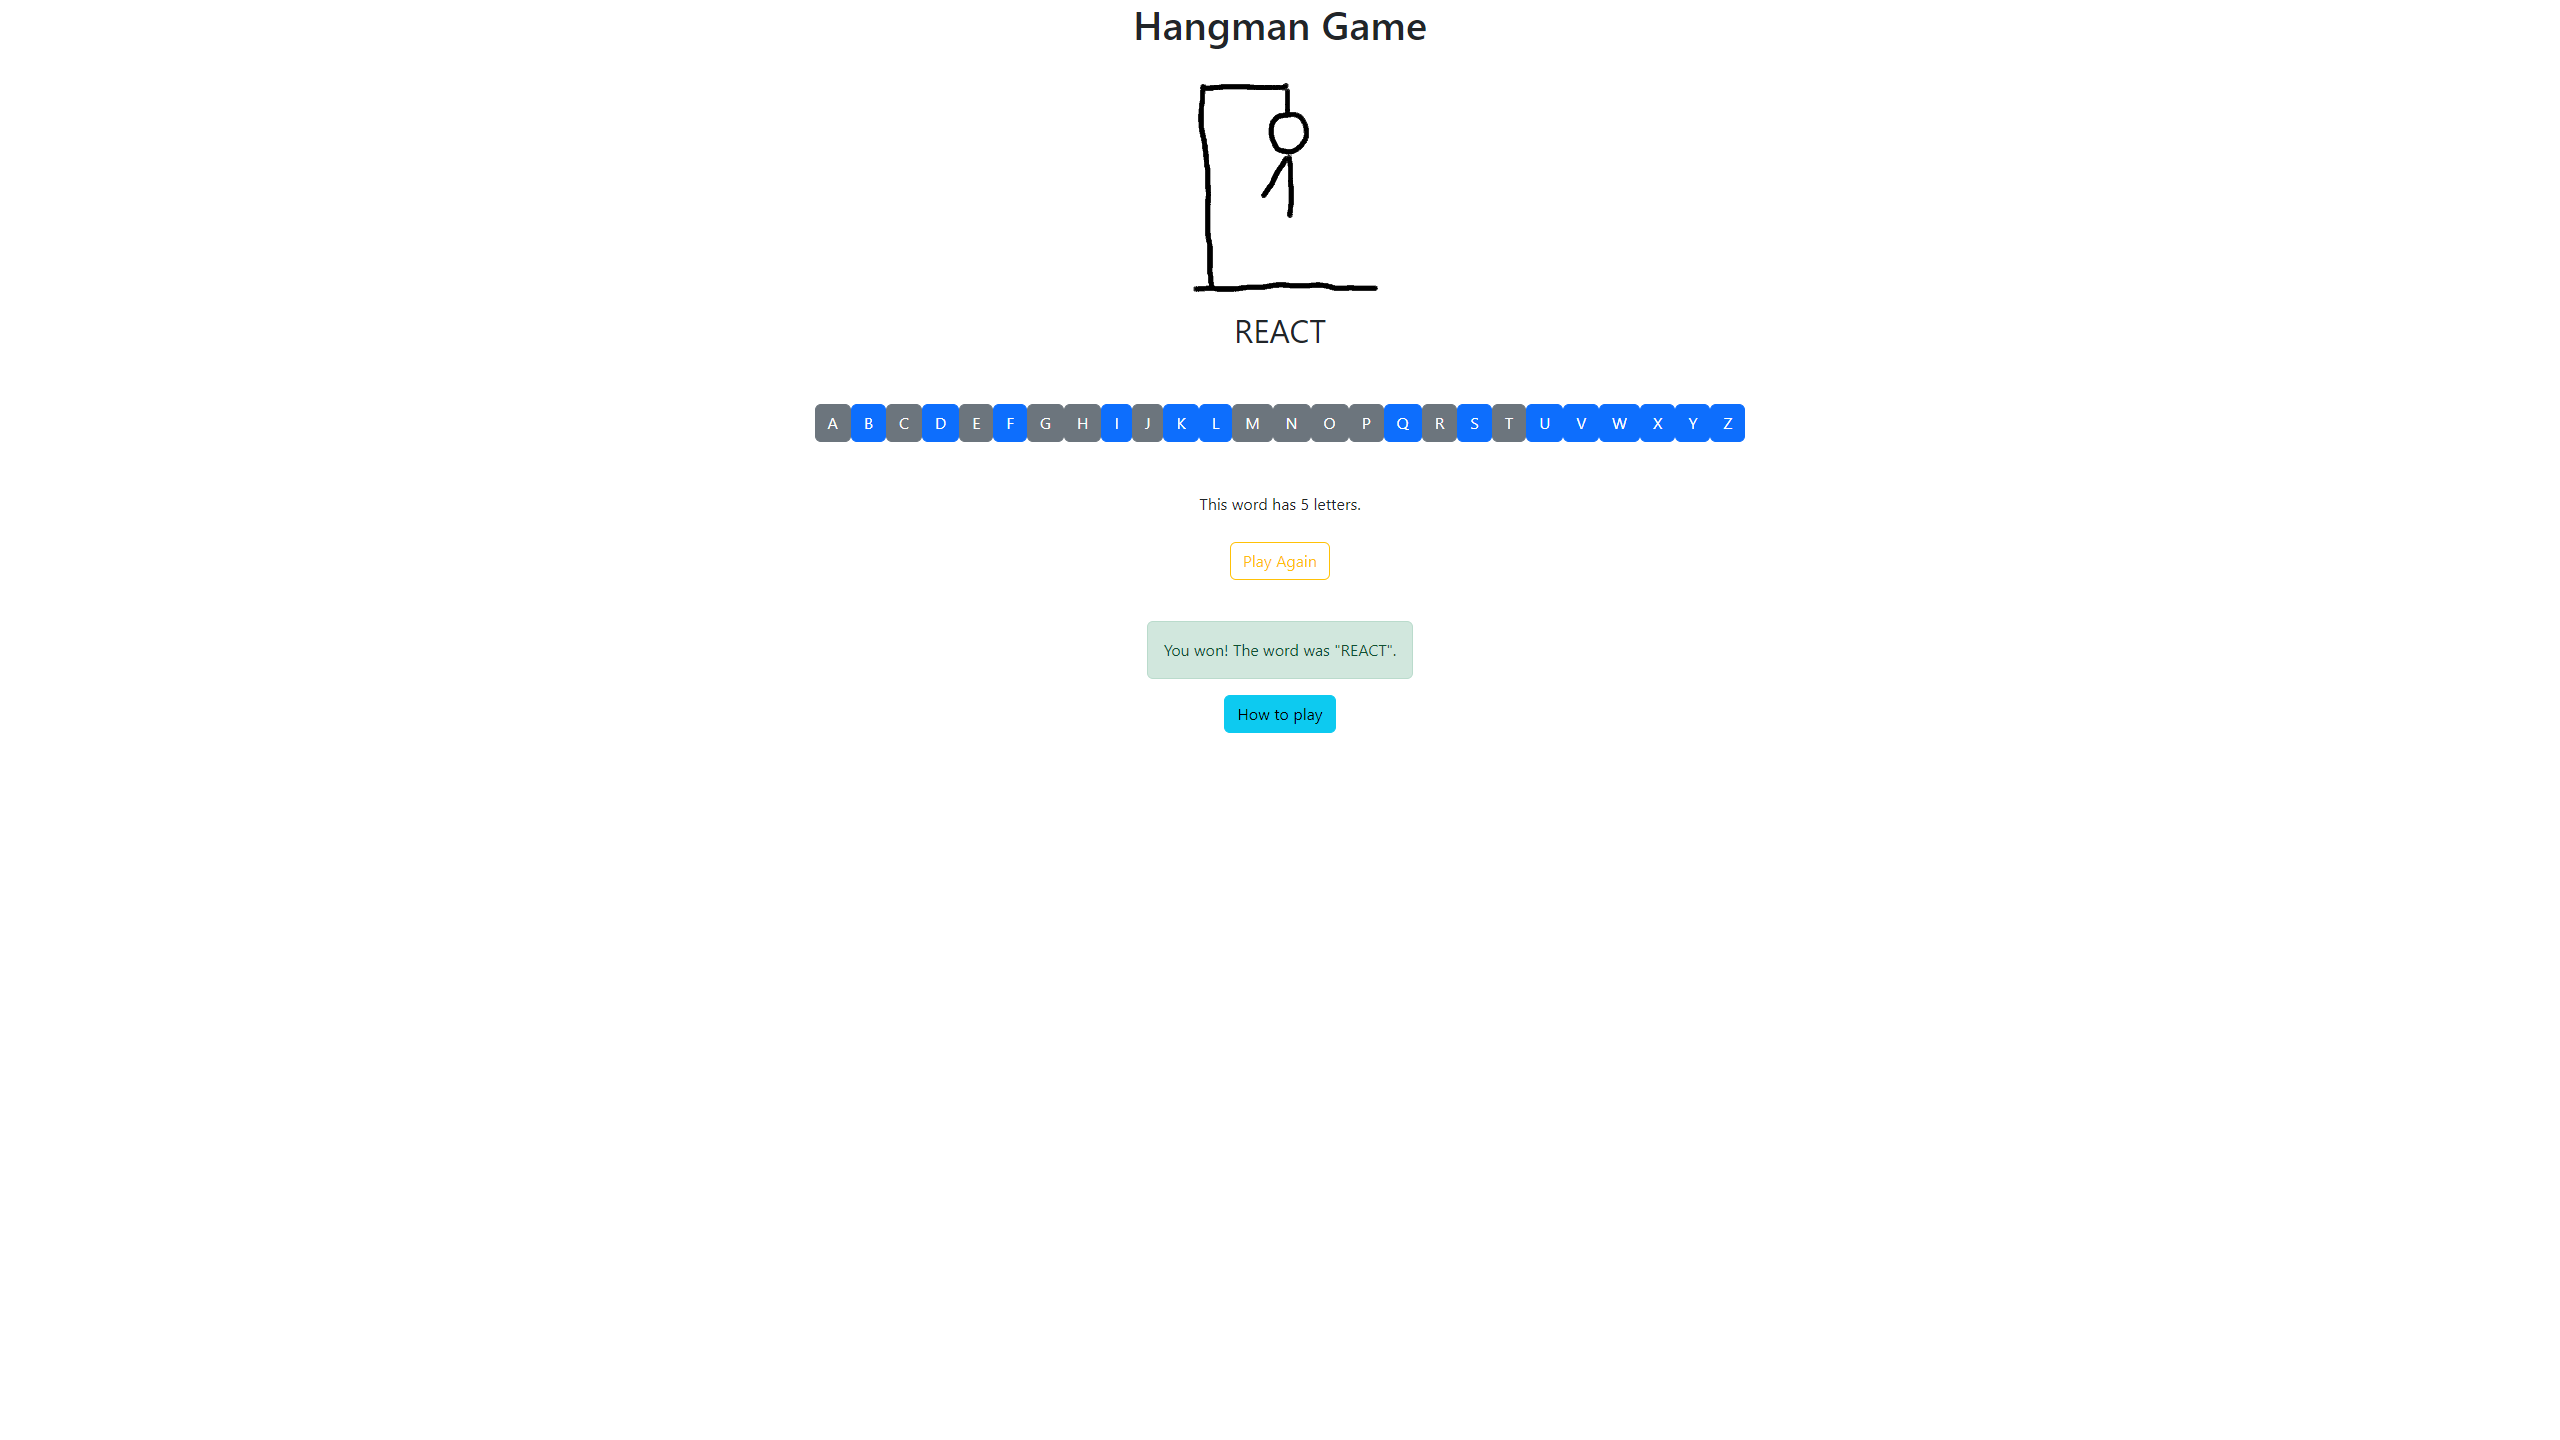 Hangman Game
REACT
A B C D E F G H I J K L M N O P Q R S T U V W X Y Z
This word has 5 letters.
Play Again
You won! The word was "REACT".
How to play